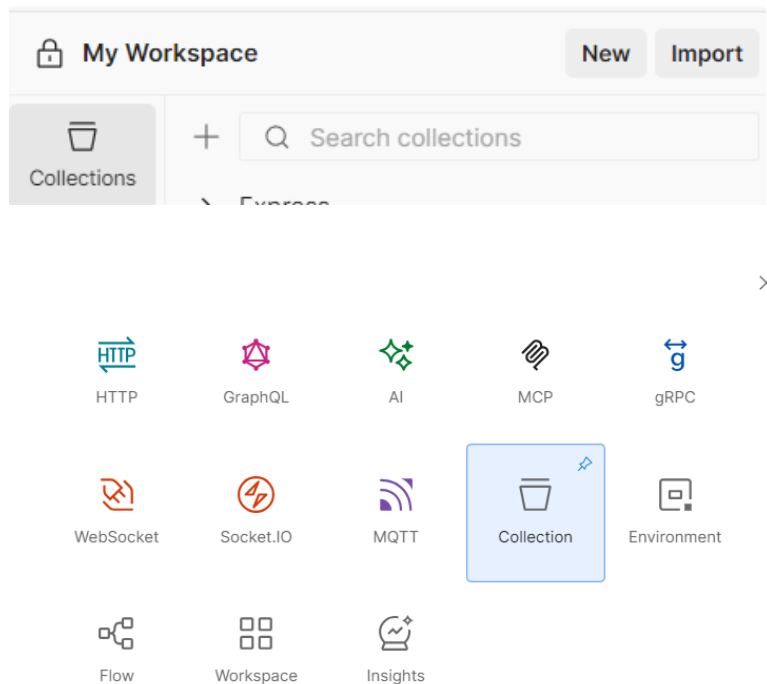 My Workspace New Import
Search collections
Collections
Express
HTTP GraphQL AI MCP gRPC
WebSocket Socket.IO MQTT Collection Environment
Flow Workspace Insights